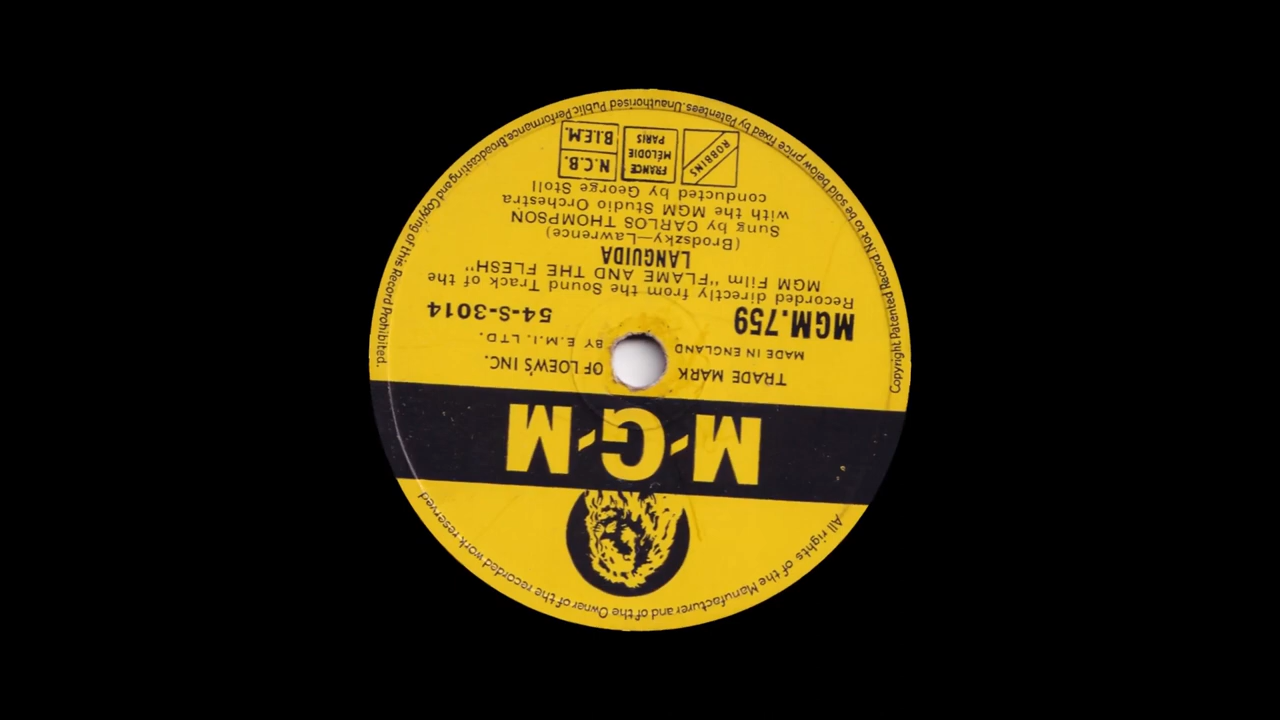 All rights of the Manufacturer and of the Owner of the recorded work reserved
M-G-M
TRADE MARK OF LOEW'S INC.
MADE IN ENGLAND BY E.M.I. LTD.
MGM.759 54-S-3014
Recorded directly from the Sound Track of the
MGM Film "FLAME AND THE FLESH"
LANGUIDA
(Brodszky—Lawrence)
Sung by CARLOS THOMPSON
with the MGM Studio Orchestra
conducted by George Stoll
ROBBINS
FRANCE
MÉLODIE
PARIS
N.C.B.
B.I.E.M.
Copyright Patented Record Not to be sold below price fixed by Patentees. Unauthorised Public Performance, Broadcasting and Copying of this Record Prohibited.